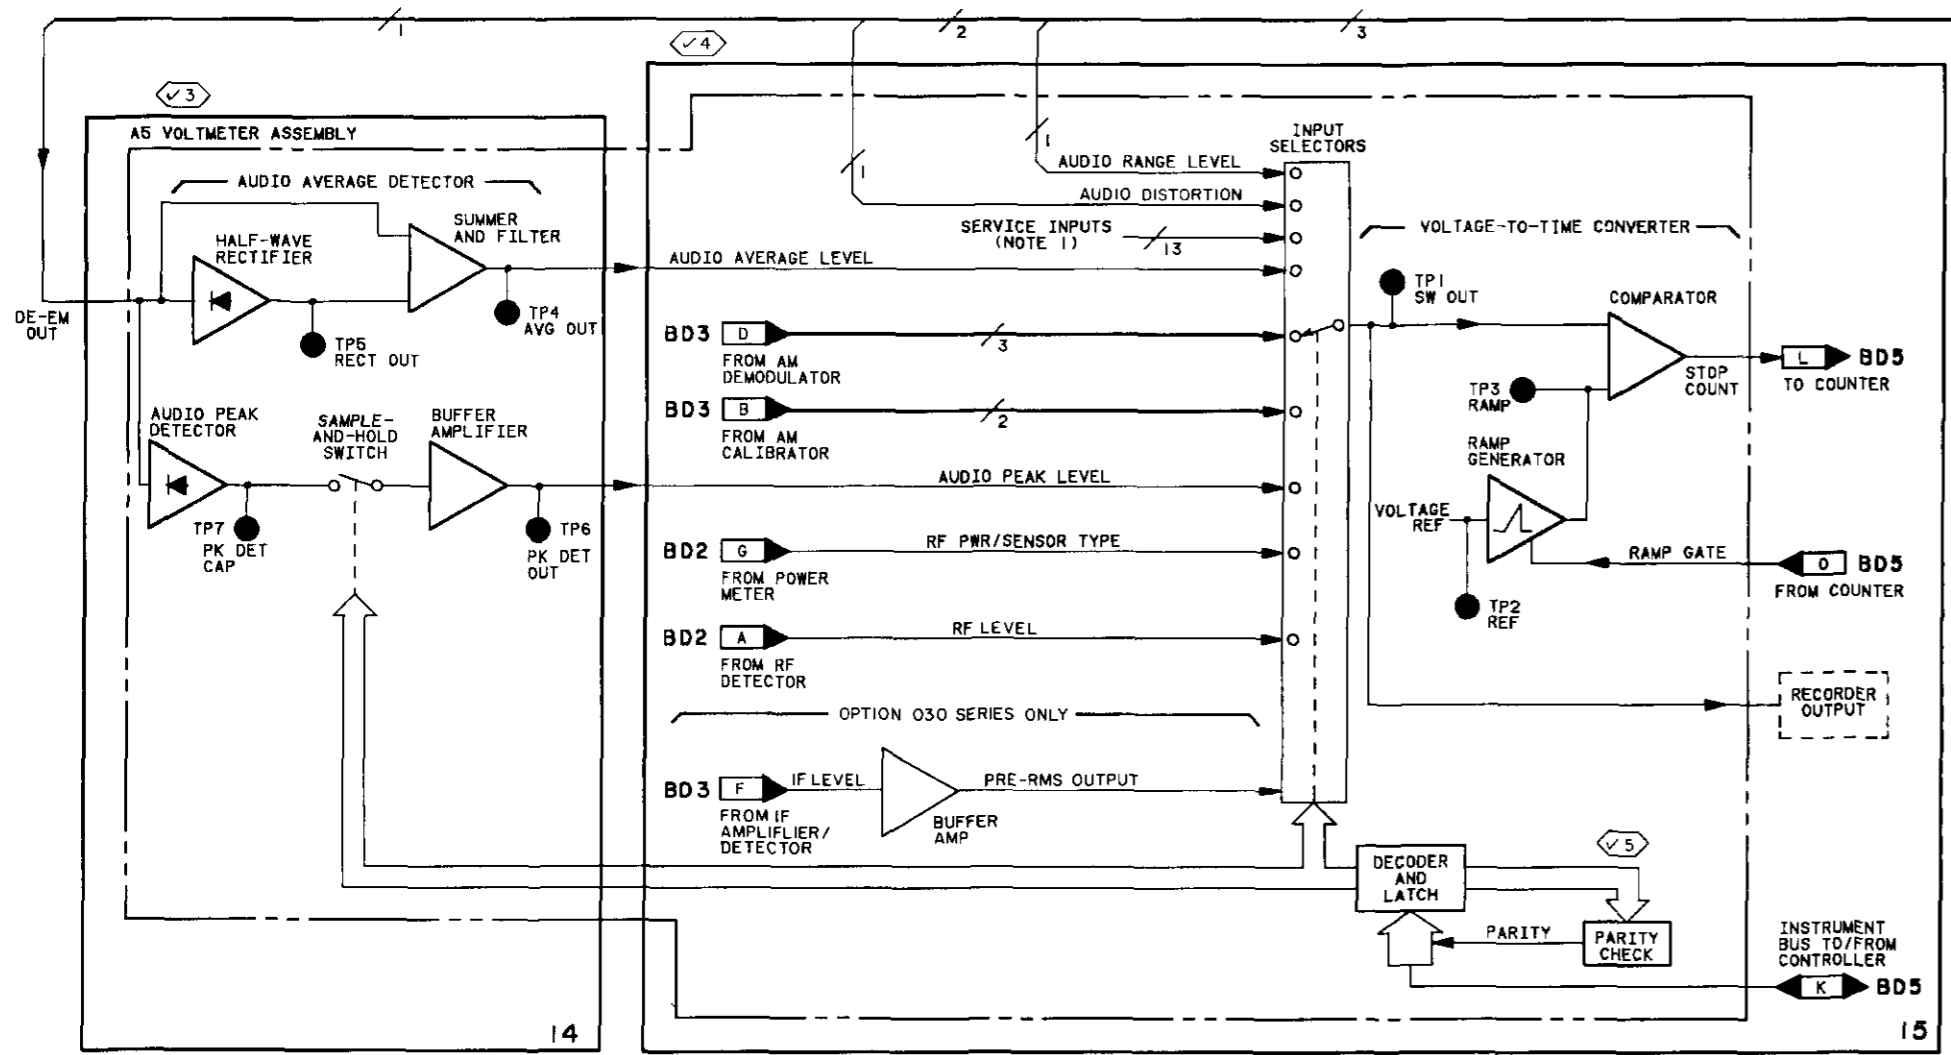 1
2
3
✓3
✓4
A5 VOLTMETER ASSEMBLY
AUDIO AVERAGE DETECTOR
HALF-WAVE
RECTIFIER
SUMMER
AND FILTER
DE-EM
OUT
TP5
RECT OUT
TP4
AVG OUT
AUDIO PEAK
DETECTOR
SAMPLE-
AND-HOLD
SWITCH
BUFFER
AMPLIFIER
TP7
PK DET
CAP
TP6
PK DET
OUT
14
INPUT
SELECTORS
1
AUDIO RANGE LEVEL
1
AUDIO DISTORTION
SERVICE INPUTS
(NOTE 1)
13
AUDIO AVERAGE LEVEL
BD3 D
3
FROM AM
DEMODULATOR
BD3 B
2
FROM AM
CALIBRATOR
AUDIO PEAK LEVEL
BD2 G
RF PWR/SENSOR TYPE
FROM POWER
METER
BD2 A
RF LEVEL
FROM RF
DETECTOR
OPTION 030 SERIES ONLY
BD3 F
IF LEVEL
PRE-RMS OUTPUT
FROM IF
AMPLIFLIER/
DETECTOR
BUFFER
AMP
VOLTAGE-TO-TIME CONVERTER
TP1
SW OUT
COMPARATOR
STOP
COUNT
L BD5
TO COUNTER
TP3
RAMP
RAMP
GENERATOR
VOLTAGE
REF
TP2
REF
RAMP GATE
O BD5
FROM COUNTER
RECORDER
OUTPUT
✓5
DECODER
AND
LATCH
PARITY
PARITY
CHECK
INSTRUMENT
BUS TO/FROM
CONTROLLER
K BD5
15